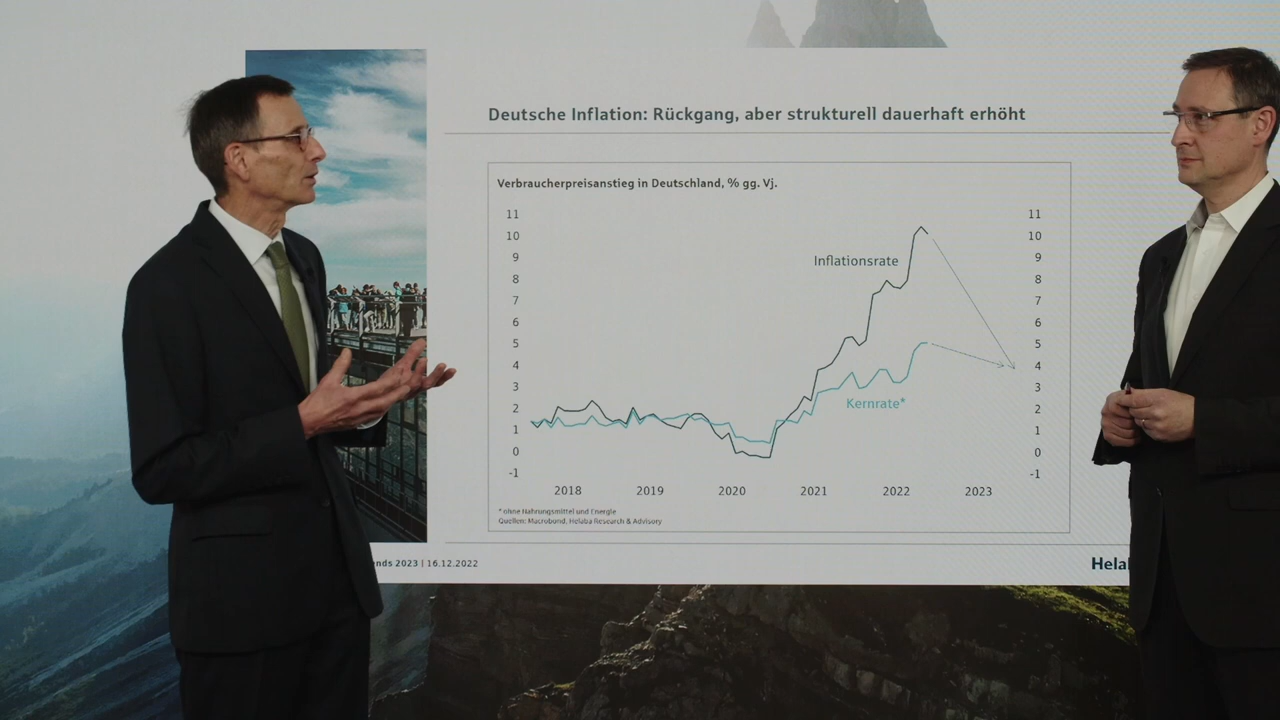 Deutsche Inflation: Rückgang, aber strukturell dauerhaft erhöht
Verbraucherpreisanstieg in Deutschland, % gg. Vj.
11 11
10 10
9 9
Inflationsrate
8 8
7 7
6 6
5 5
4 4
3 3
Kernrate*
2 2
1 1
0 0
-1 -1
2018 2019 2020 2021 2022 2023
* ohne Nahrungsmittel und Energie
Quellen: Macrobond, Helaba Research & Advisory
2023 | 16.12.2022